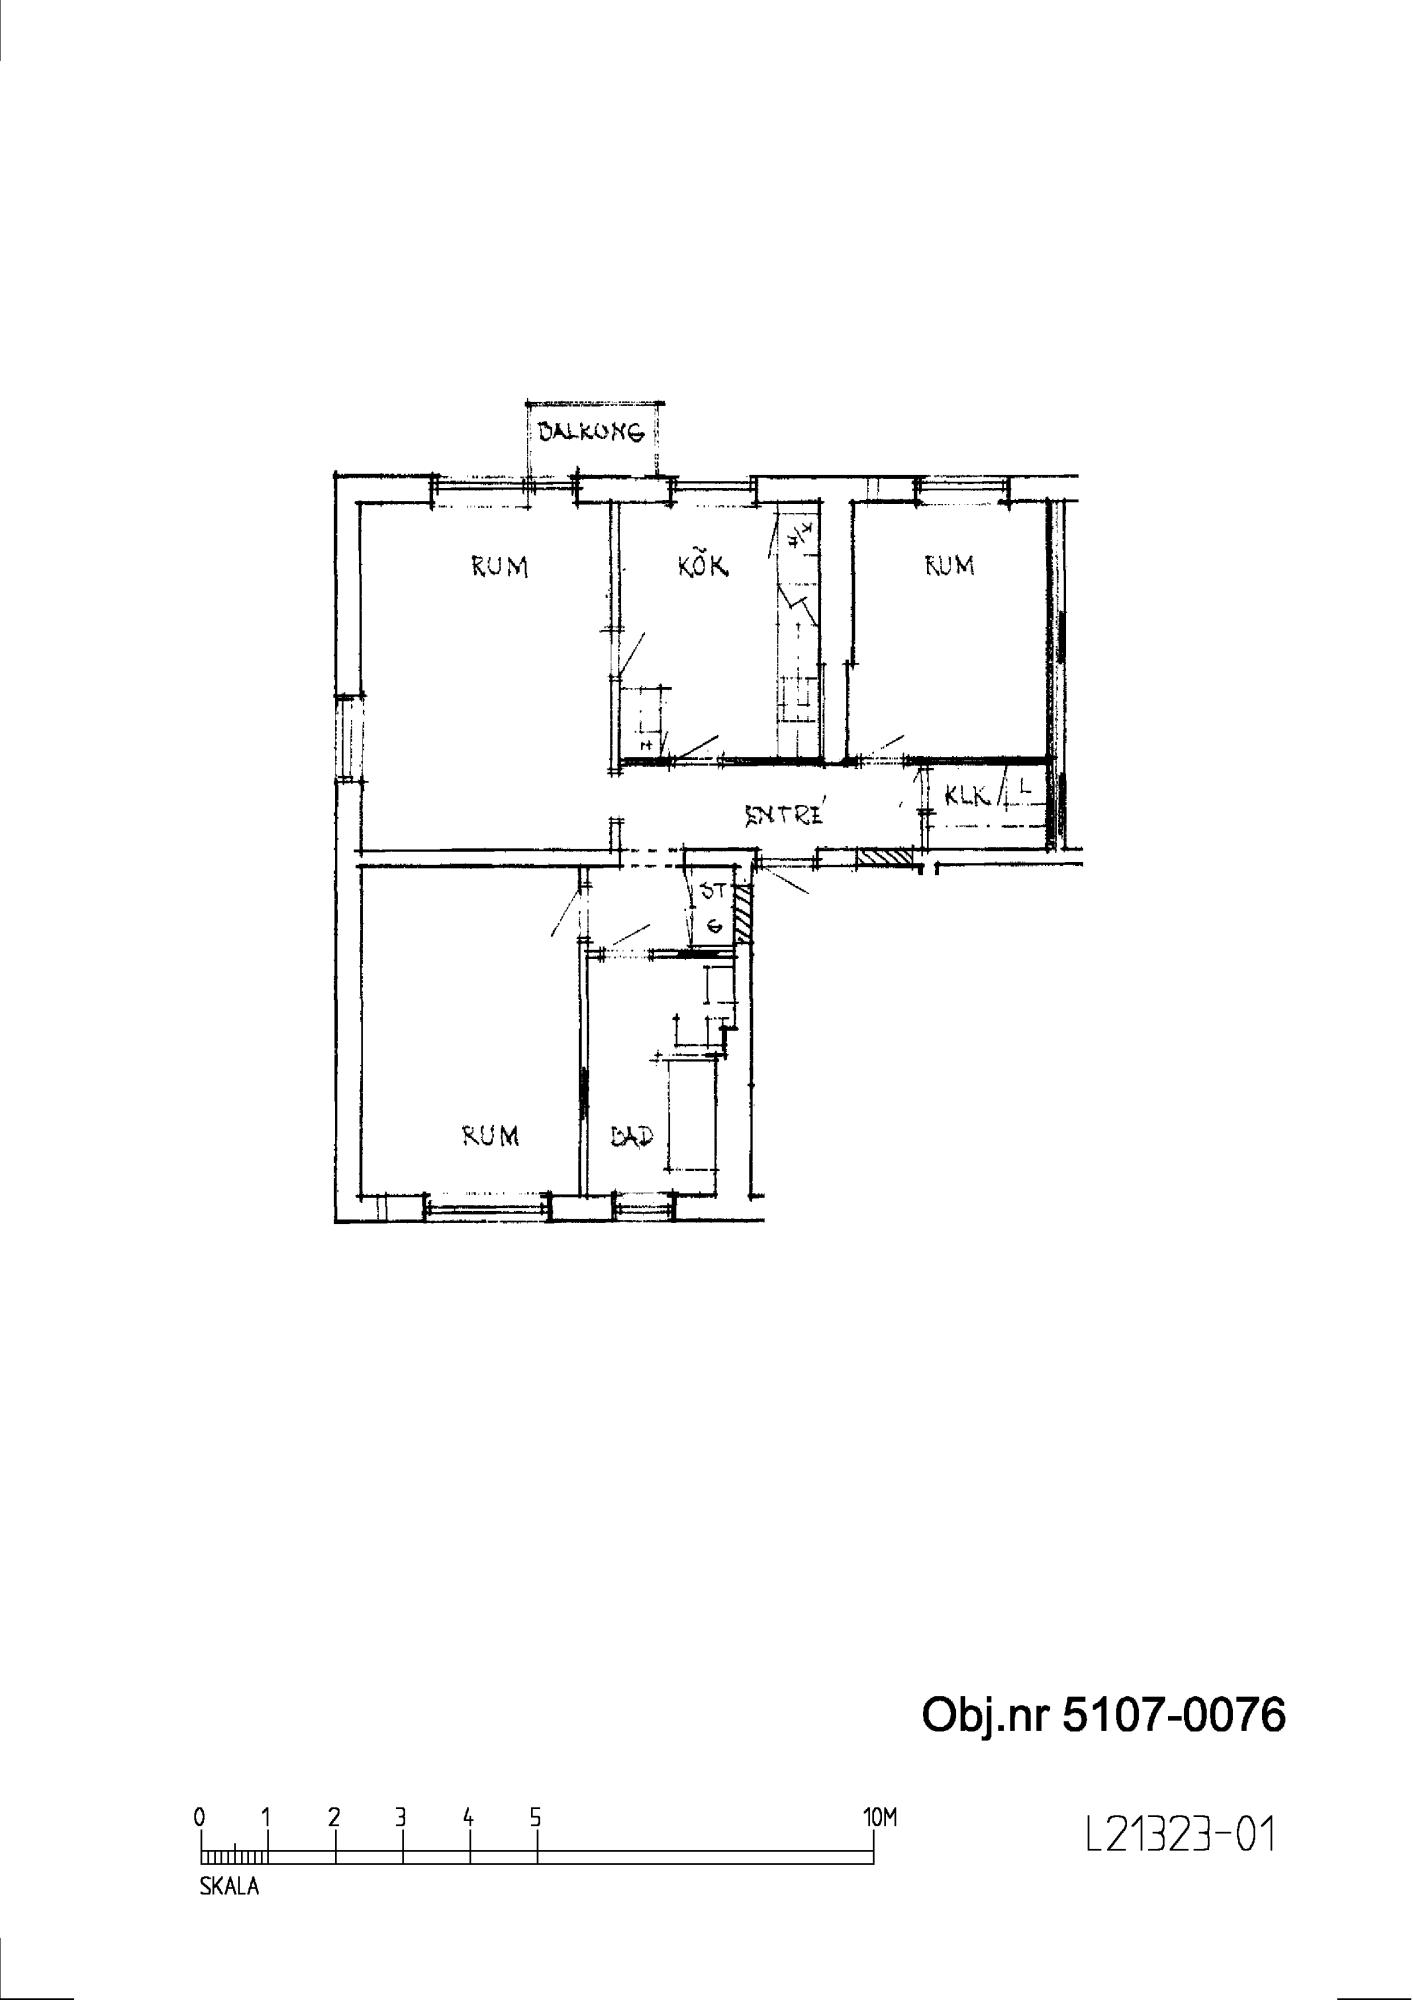 BALKONG
RUM
KÖK
K/F
RUM
H
ENTRÉ
KLK
L
ST
G
RUM
BAD
Obj.nr 5107-0076
0 1 2 3 4 5 10M
SKALA
L21323-01